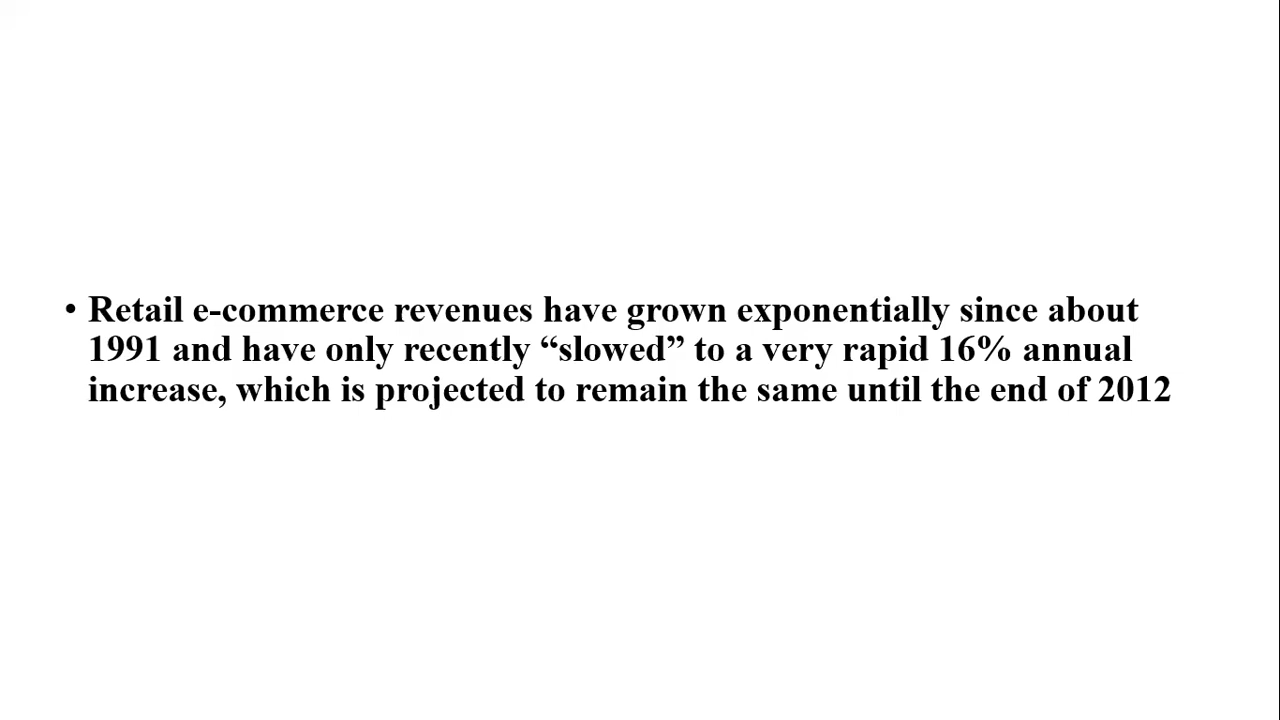 • Retail e-commerce revenues have grown exponentially since about
1991 and have only recently “slowed” to a very rapid 16% annual
increase, which is projected to remain the same until the end of 2012